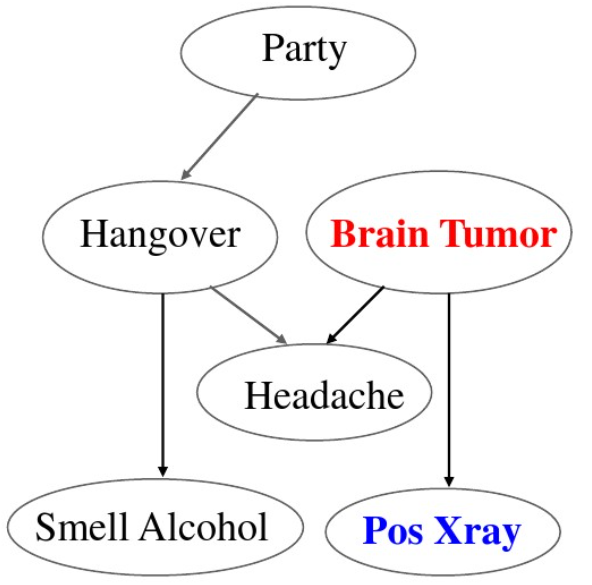 Party
Hangover
Brain Tumor
Headache
Smell Alcohol
Pos Xray